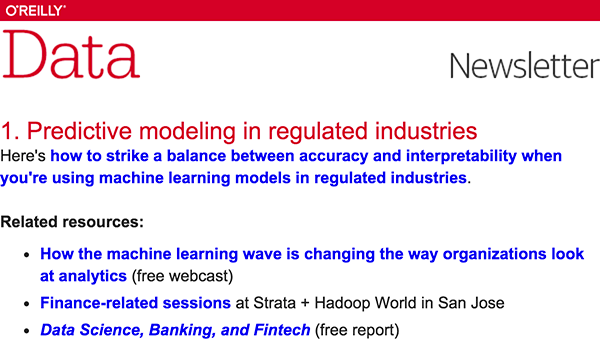 O'REILLY®
Data
Newsletter
1. Predictive modeling in regulated industries
Here's how to strike a balance between accuracy and interpretability when
you're using machine learning models in regulated industries.
Related resources:
• How the machine learning wave is changing the way organizations look
at analytics (free webcast)
• Finance-related sessions at Strata + Hadoop World in San Jose
• Data Science, Banking, and Fintech (free report)